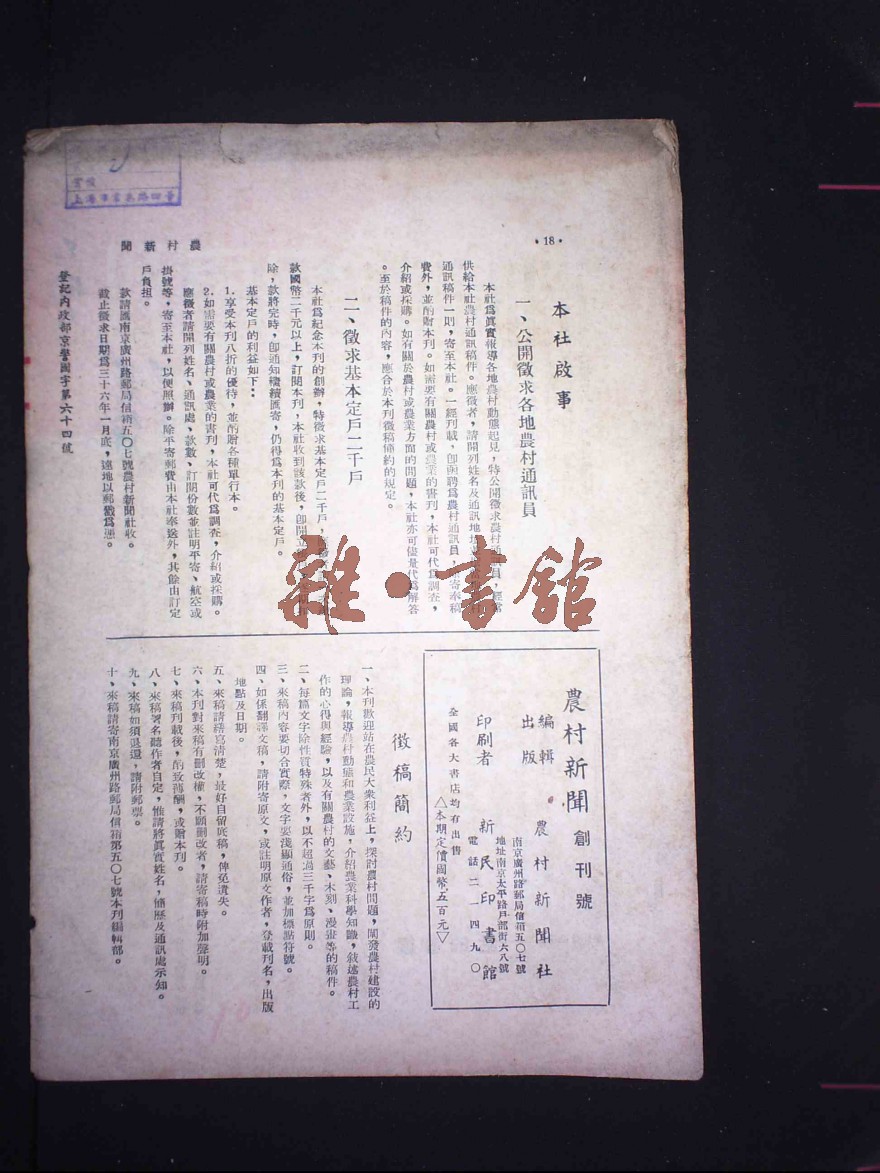 ·18·
農村新聞
本社啟事
一、公開徵求各地農村通訊員
本社為眞實報導各地農村動態起見，特公開徵求農村通訊員，經常
供給本社農村通訊稿件。應徵者，請開列姓名及通訊地址
通訊稿件一則，寄至本社。一經刊載，卽函聘為農村通訊員，除寄奉稿
費外，並酌贈本刊。如需要有關農村或農業的書刊，本社可代為調查，
介紹或採購。如有關於農村或農業方面的問題，本社亦可儘量代為解答
。至於稿件的內容，應合於本刊徵稿簡約的規定。
二、徵求基本定戶二千戶
本社為紀念本刊的創辦，特徵求基本定戶二千戶，
款國幣二千元以上，訂閱本刊，本社收到該款後，卽開立
除，款將完時，卽通知繼續匯寄，仍得為本刊的基本定戶。
基本定戶的利益如下：
1.享受本刊八折的優待，並酌贈各種單行本。
2.如需要有關農村或農業的書刊，本社可代為調查，介紹或採購。
應徵者請開列姓名、通訊處、款數、訂閱份數並註明平寄、航空或
掛號等，寄至本社，以便照辦。除平寄郵費由本社奉送外，其餘由訂定
戶負担。
款請匯南京廣州路郵局信箱五〇七號農村新聞社收。
截止徵求日期為三十六年一月底，遠地以郵戳為憑。
登記內政部京警國字第六十四號
農村新聞 創刊號
編輯
出版
農村新聞社
南京廣州路郵局信箱五〇七號
地址南京太平路戶部街六八號
印刷者 新民印書館
電話二一四九〇
全國各大書店均有出售
△本期定價國幣五百元▽
徵稿簡約
一、本刊歡迎站在農民大衆利益上，探討農村問題，闡發農村建設的
理論，報導農村動態和農業設施，介紹農業科學知識，敍述農村工
作的心得與經驗，以及有關農村的文藝、木刻、漫畫等的稿件。
二、每篇文字除性質特殊者外，以不超過三千字為原則。
三、來稿內容要切合實際，文字要淺顯通俗，並加標點符號。
四、如係翻譯文稿，請附寄原文，或註明原文作者，登載刊名，出版
地點及日期。
五、來稿請繕寫清楚，最好自留底稿，俾免遺失。
六、本刊對來稿有刪改權，不願刪改者，請寄稿時附加聲明。
七、來稿刊載後，酌致稿酬，或贈本刊。
八、來稿署名聽作者自定，惟請將眞實姓名，簡歷及通訊處示知。
九、來稿如須退還，請附郵票。
十、來稿請寄南京廣州路郵局信箱第五〇七號本刊編輯部。
雜·書館